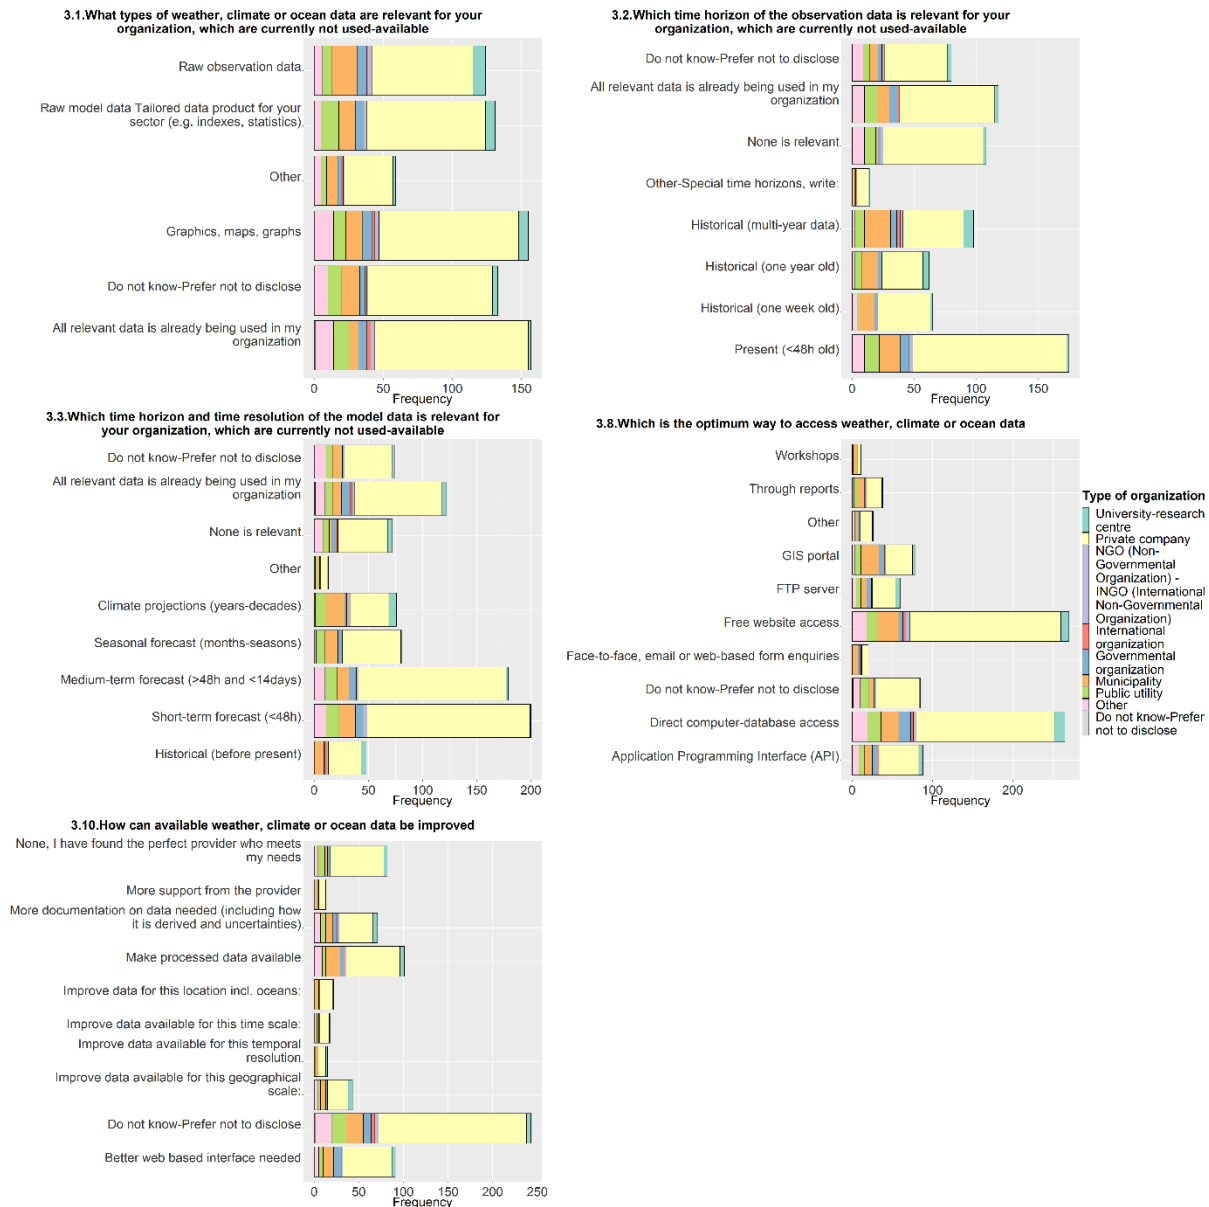 3.1.What types of weather, climate or ocean data are relevant for your
organization, which are currently not used-available
Raw observation data.
Raw model data Tailored data product for your
sector (e.g. indexes, statistics).
Other.
Graphics, maps, graphs
Do not know-Prefer not to disclose
All relevant data is already being used in my
organization
0 50 100 150
Frequency
3.2.Which time horizon of the observation data is relevant for your
organization, which are currently not used-available
Do not know-Prefer not to disclose.
All relevant data is already being used in my
organization
None is relevant.
Other-Special time horizons, write:
Historical (multi-year data).
Historical (one year old)
Historical (one week old).
Present (<48h old)
0 50 100 150
Frequency
3.3.Which time horizon and time resolution of the model data is relevant for
your organization, which are currently not used-available
Do not know-Prefer not to disclose
All relevant data is already being used in my
organization
None is relevant.
Other
Climate projections (years-decades).
Seasonal forecast (months-seasons)
Medium-term forecast (>48h and <14days)
Short-term forecast (<48h).
Historical (before present)
0 50 100 150 200
Frequency
3.8.Which is the optimum way to access weather, climate or ocean data
Workshops.
Through reports.
Other
GIS portal
FTP server
Free website access.
Face-to-face, email or web-based form enquiries.
Do not know-Prefer not to disclose
Direct computer-database access
Application Programming Interface (API).
0 100 200
Frequency
Type of organization
University-research
centre
Private company
NGO (Non-
Governmental
Organization) -
INGO (International
Non-Governmental
Organization)
International
organization
Governmental
organization
Municipality
Public utility
Other
Do not know-Prefer
not to disclose
3.10.How can available weather, climate or ocean data be improved
None, I have found the perfect provider who meets
my needs
More support from the provider
More documentation on data needed (including how
it is derived and uncertainties).
Make processed data available.
Improve data for this location incl. oceans:
Improve data available for this time scale:
Improve data available for this temporal
resolution.
Improve data available for this geographical
scale:.
Do not know-Prefer not to disclose.
Better web based interface needed
0 50 100 150 200 250
Frequency